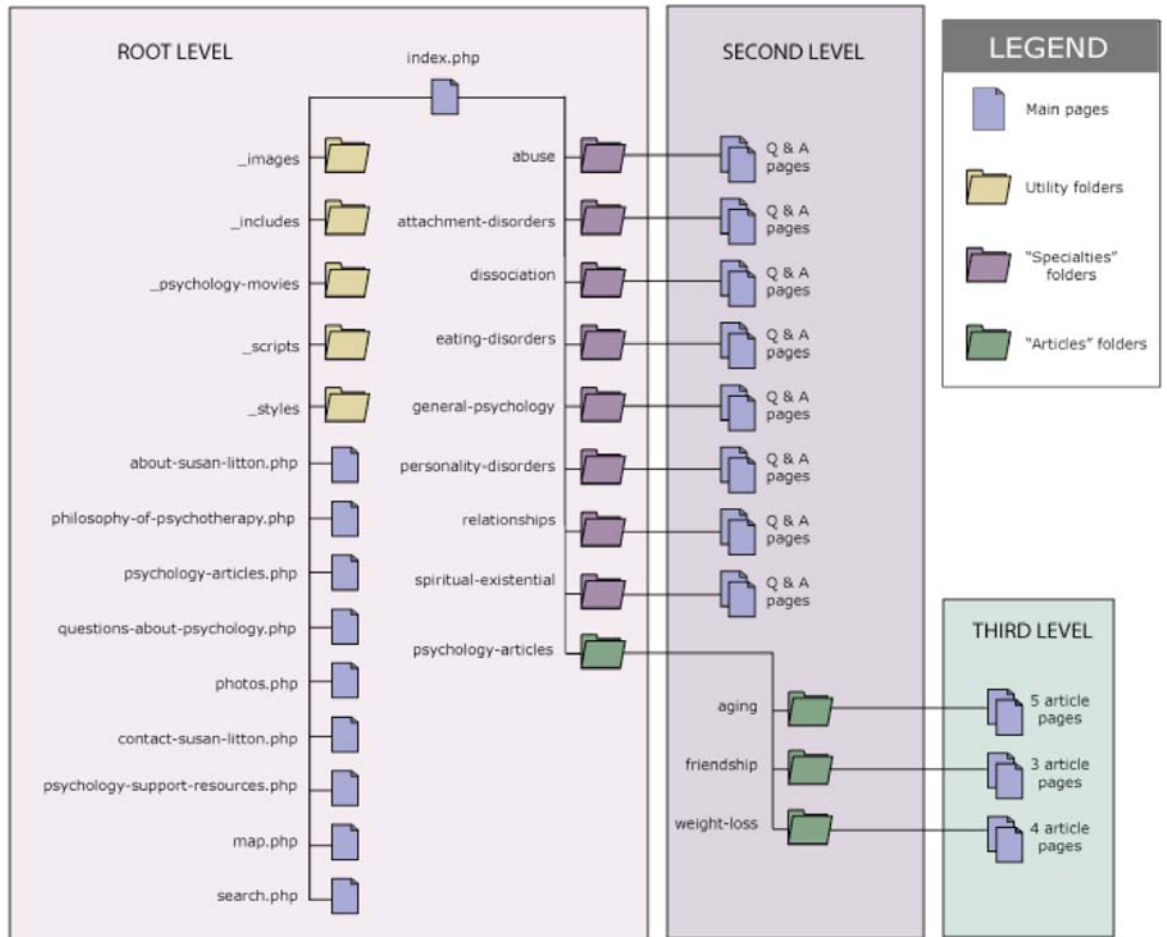 ROOT LEVEL
index.php
_images
_includes
_psychology-movies
_scripts
_styles
about-susan-litton.php
philosophy-of-psychotherapy.php
psychology-articles.php
questions-about-psychology.php
photos.php
contact-susan-litton.php
psychology-support-resources.php
map.php
search.php
abuse
attachment-disorders
dissociation
eating-disorders
general-psychology
personality-disorders
relationships
spiritual-existential
psychology-articles
SECOND LEVEL
Q & A
pages
Q & A
pages
Q & A
pages
Q & A
pages
Q & A
pages
Q & A
pages
Q & A
pages
Q & A
pages
aging
friendship
weight-loss
THIRD LEVEL
5 article
pages
3 article
pages
4 article
pages
LEGEND
Main pages
Utility folders
"Specialties"
folders
"Articles" folders